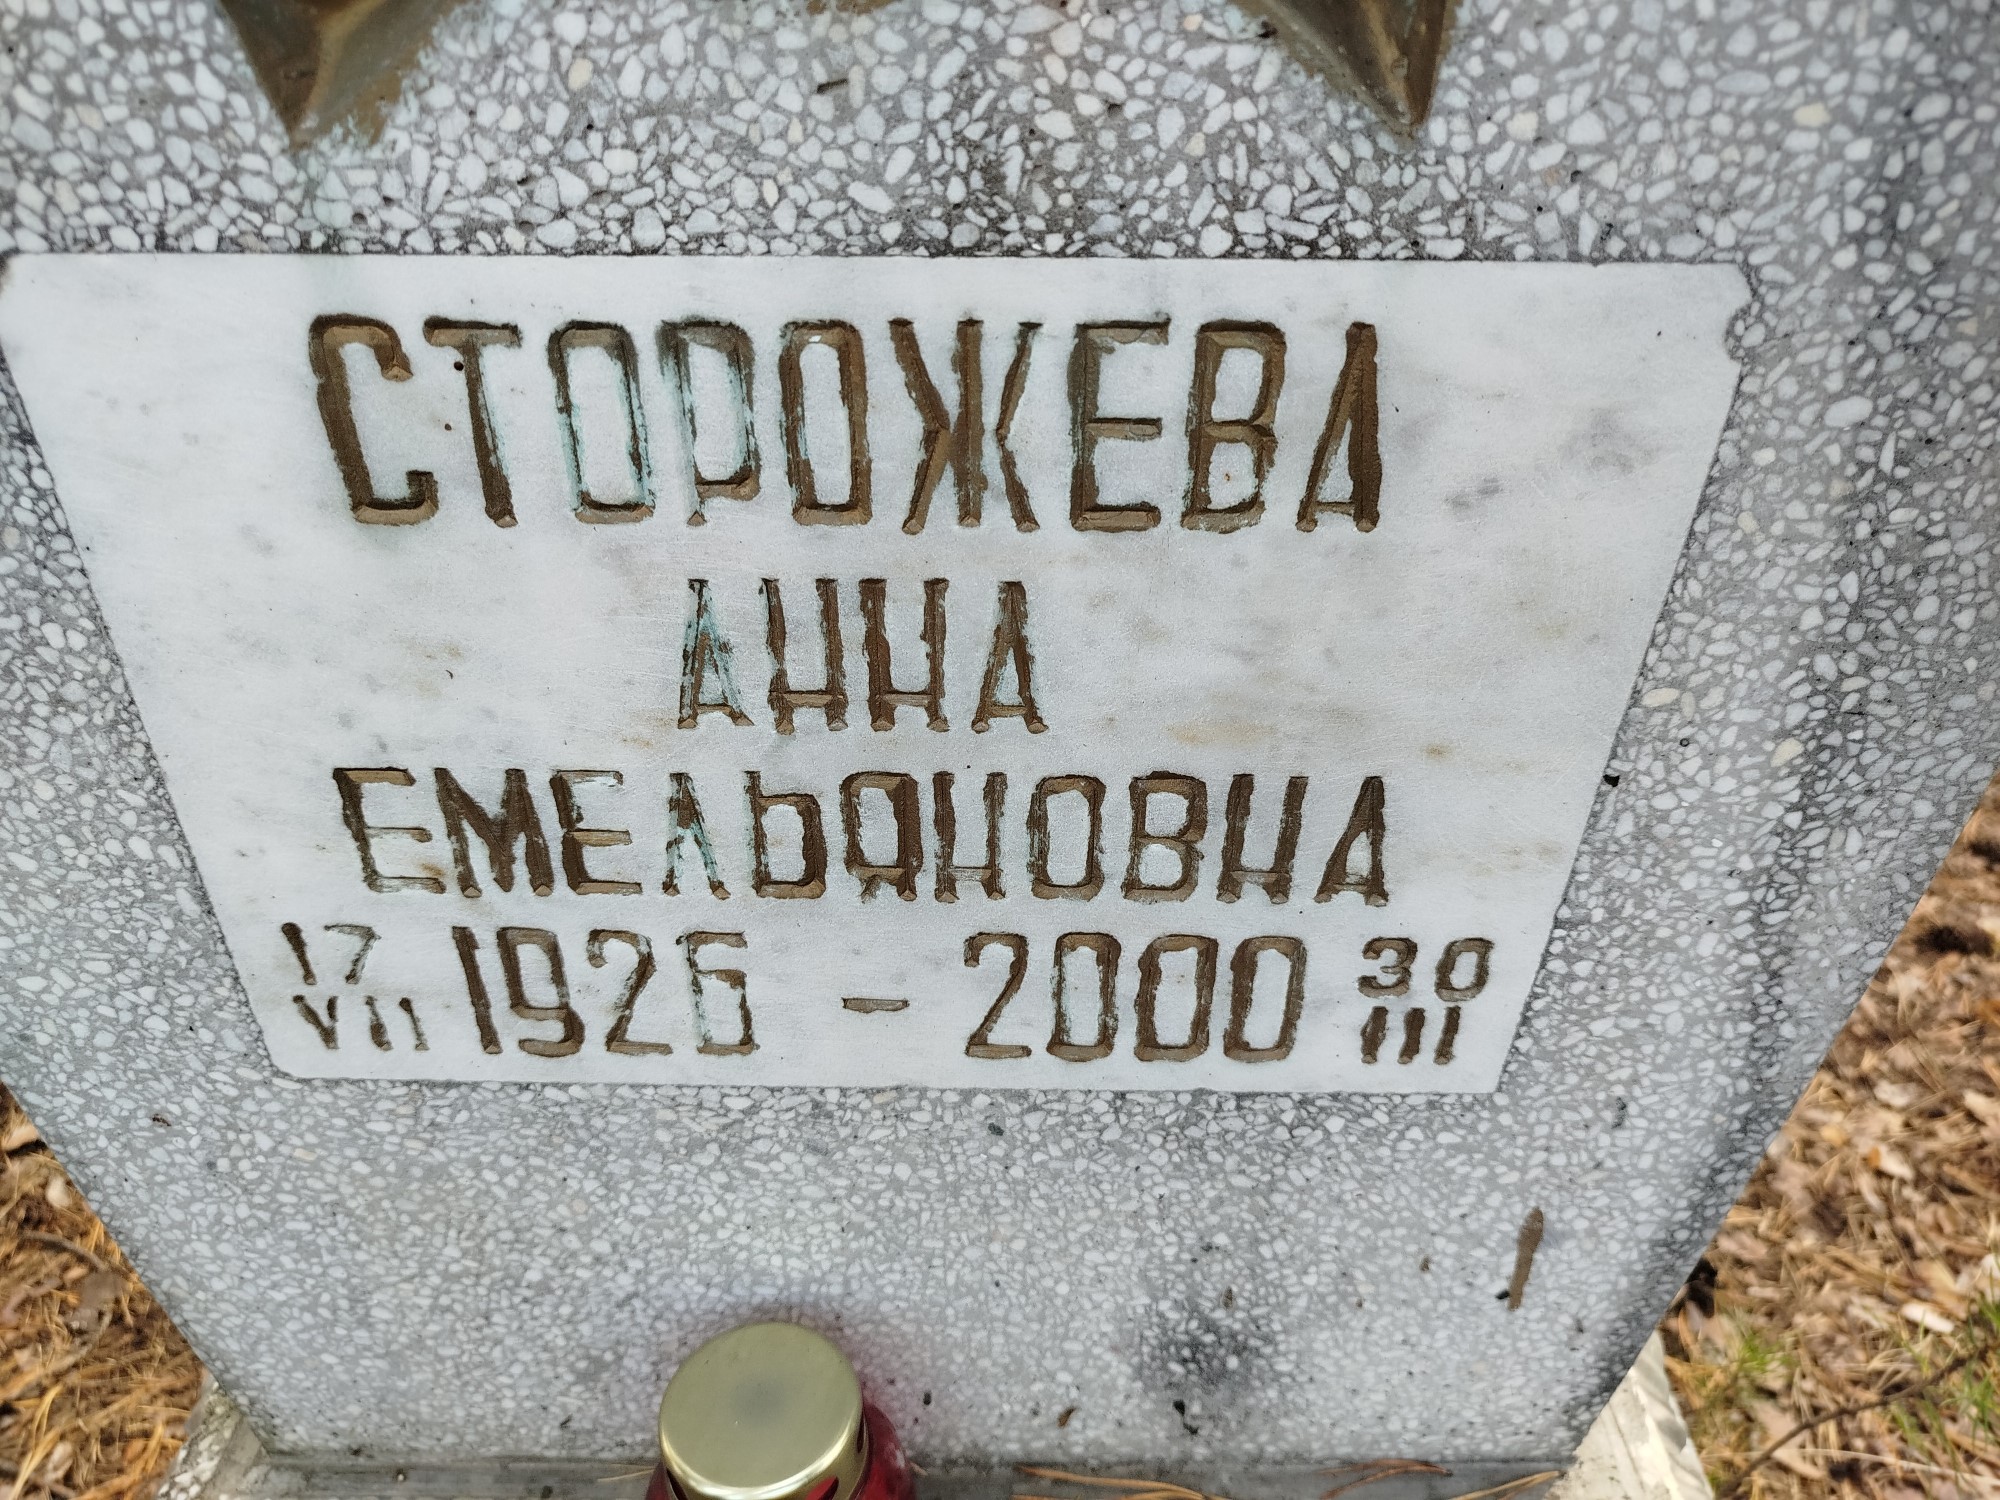 СТОРОЖЕВА
АННА
ЕМЕЛЬЯНОВНА
17 VII 1926 - 2000 30 III